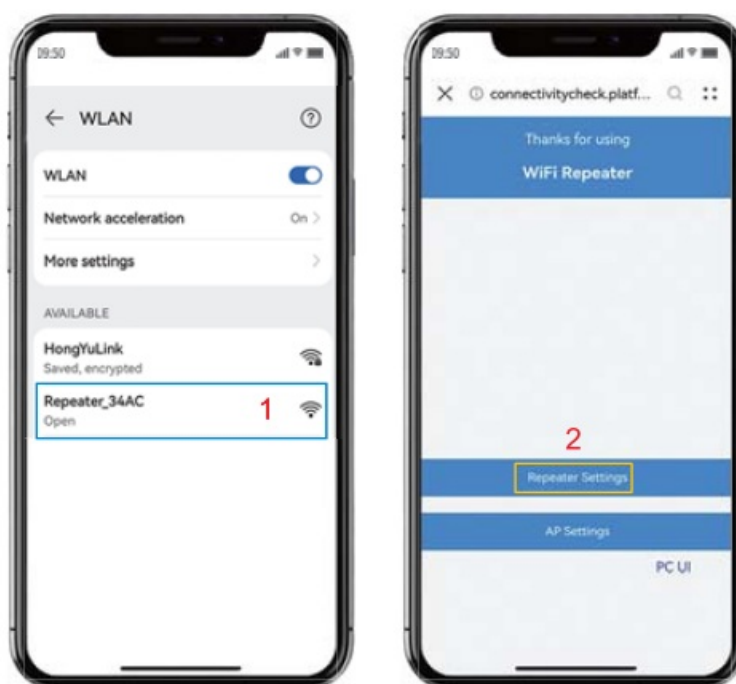 09:50
← WLAN
WLAN
Network acceleration On >
More settings >
AVAILABLE
HongYuLink
Saved, encrypted
Repeater_34AC
Open
1
09:50
connectivitycheck.platf...
Thanks for using
WiFi Repeater
2
Repeater Settings
AP Settings
PC UI